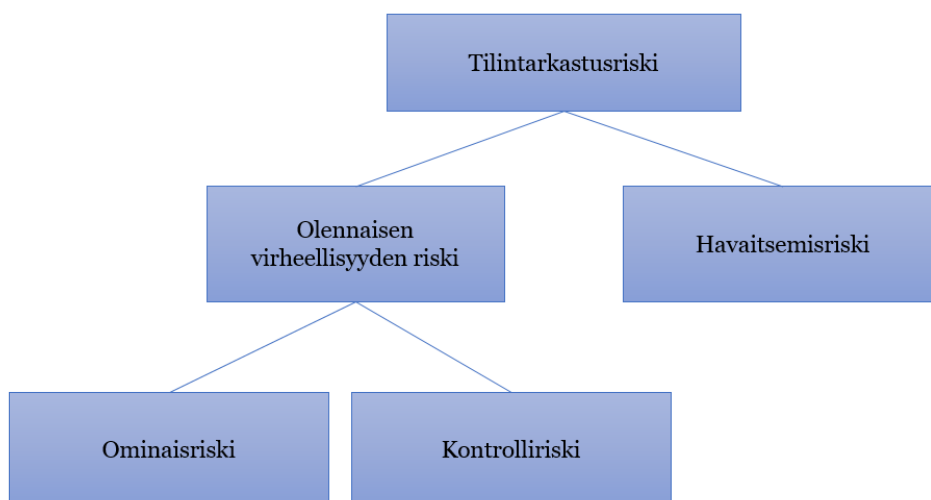 Tilintarkastusriski
Olennaisen
virheellisyyden riski
Havaitsemisriski
Ominaisriski
Kontrolliriski